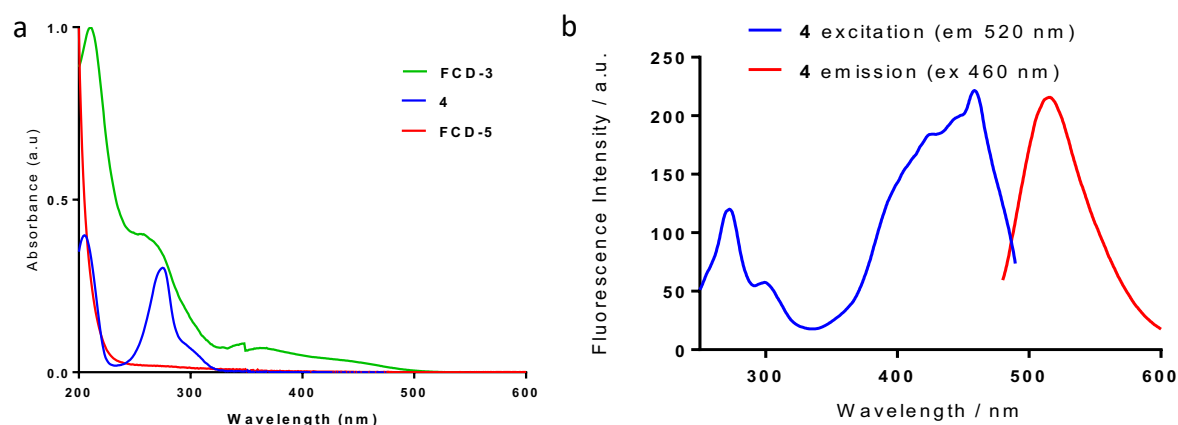 a
1.0
0.5
0.0
200
300
400
500
600
Absorbance (a.u)
Wavelength (nm)
FCD-3
4
FCD-5
b
4 excitation (em 520 nm)
4 emission (ex 460 nm)
250
200
150
100
50
0
300
400
500
600
Fluorescence Intensity / a.u.
Wavelength / nm